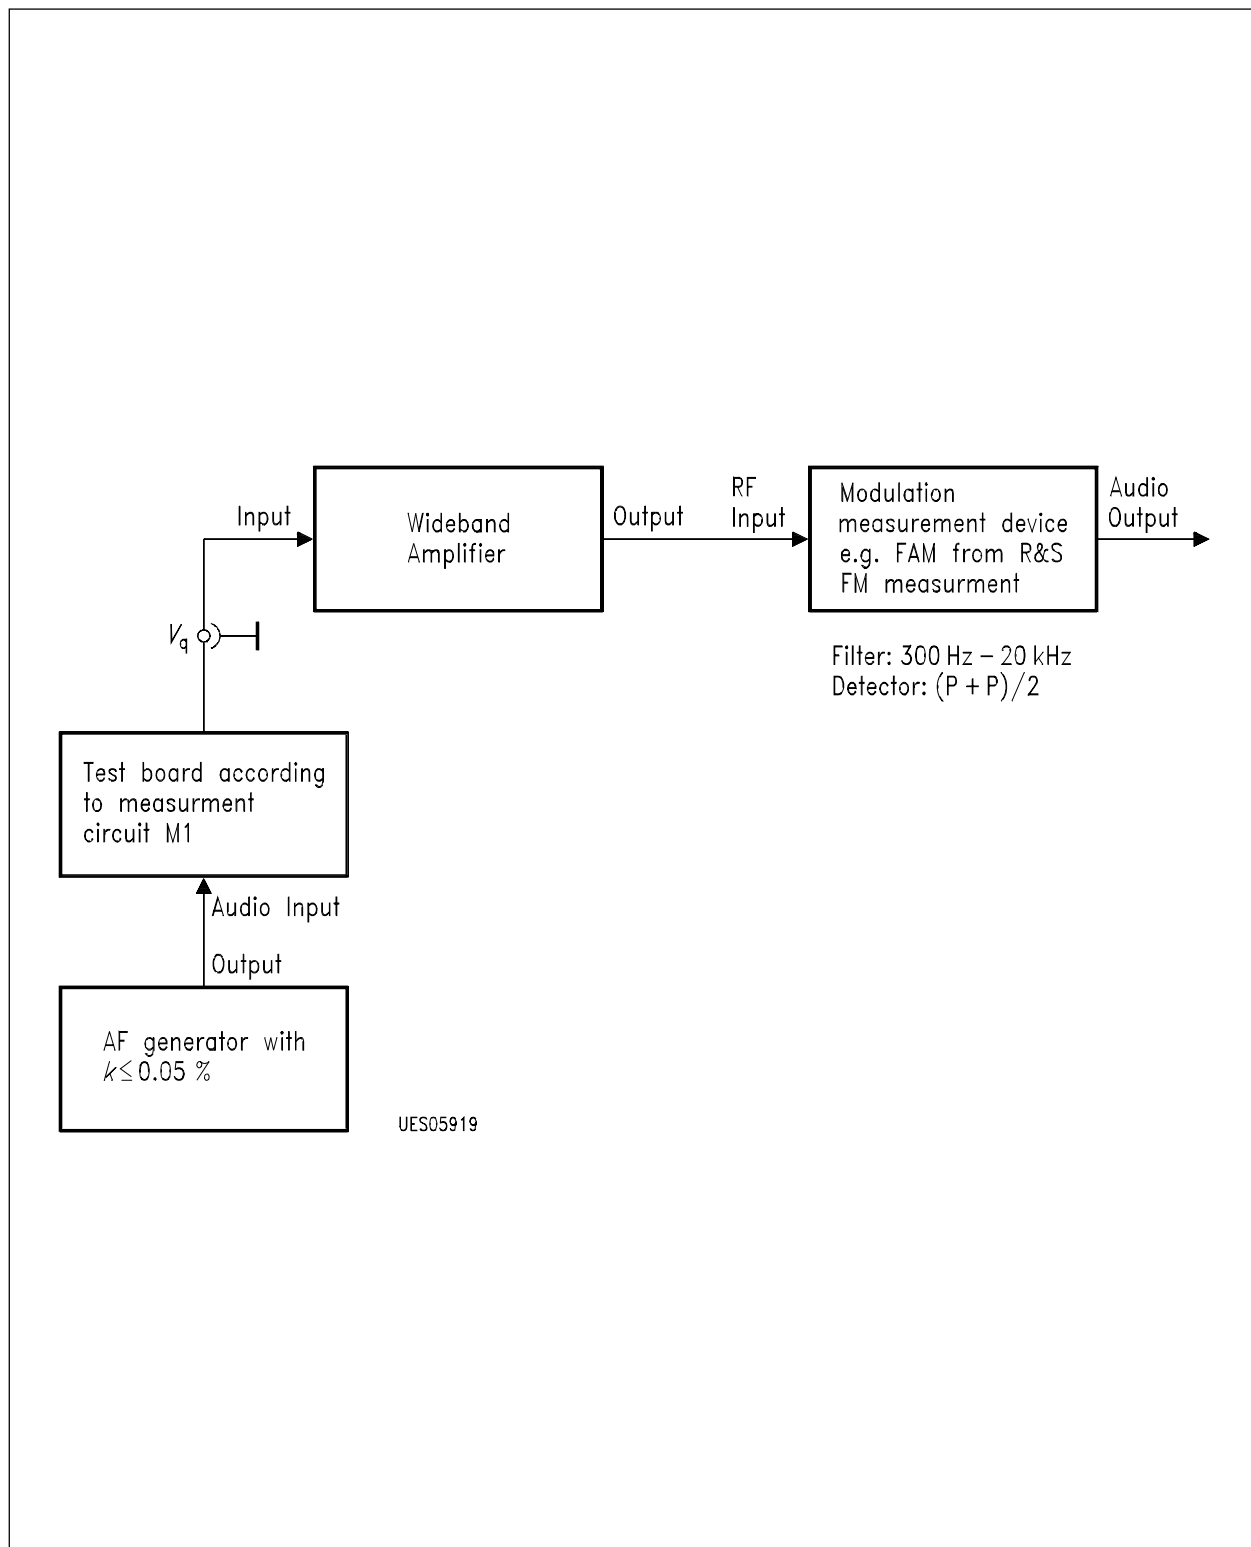 Input
Wideband
Amplifier
Output
RF
Input
Modulation
measurement device
e.g. FAM from R&S
FM measurment
Audio
Output
Vq
Filter: 300 Hz – 20 kHz
Detector: (P + P)/2
Test board according
to measurment
circuit M1
Audio Input
Output
AF generator with
k ≤ 0.05 %
UES05919